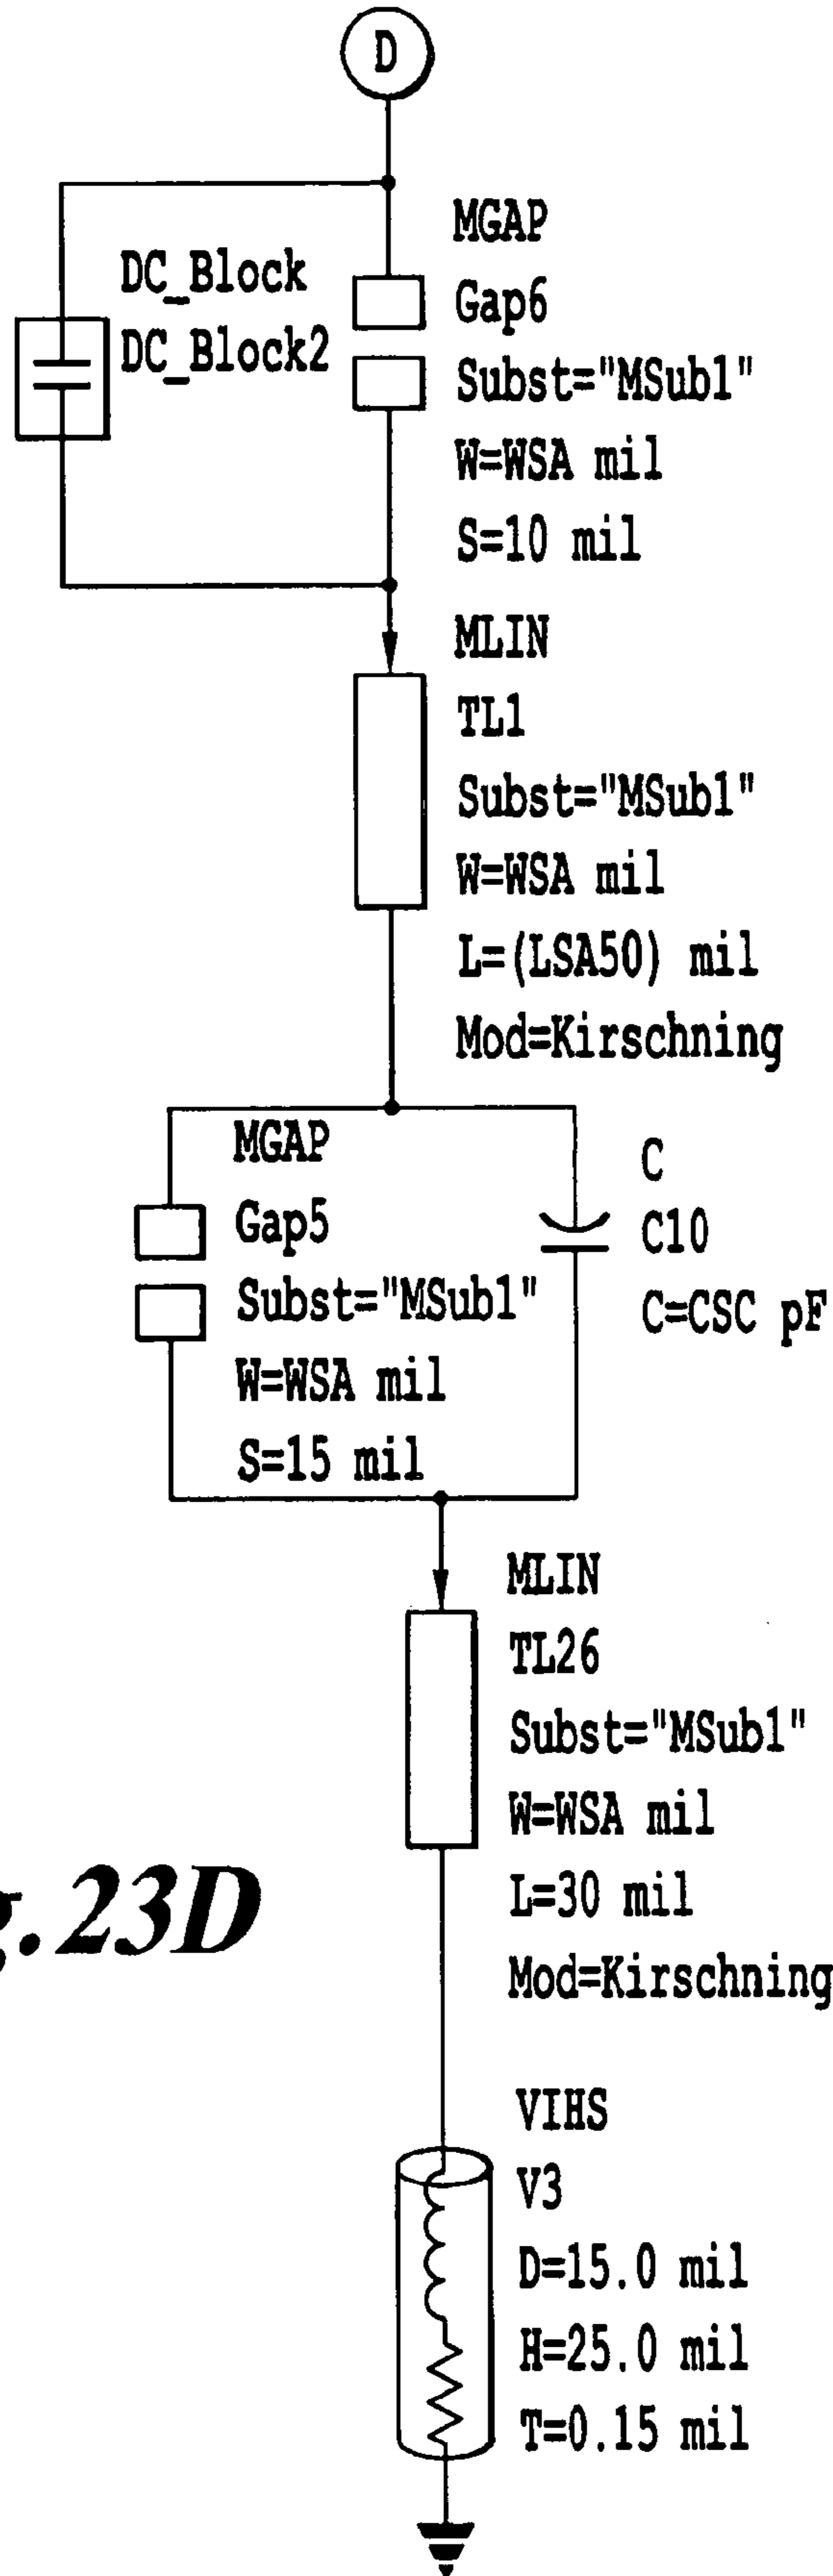 D
MGAP
Gap6
Subst="MSub1"
W=WSA mil
S=10 mil
DC_Block
DC_Block2
MLIN
TL1
Subst="MSub1"
W=WSA mil
L=(LSA50) mil
Mod=Kirschning
MGAP
Gap5
Subst="MSub1"
W=WSA mil
S=15 mil
C
C10
C=CSC pF
MLIN
TL26
Subst="MSub1"
W=WSA mil
L=30 mil
Mod=Kirschning
g. 23D
VIHS
V3
D=15.0 mil
H=25.0 mil
T=0.15 mil